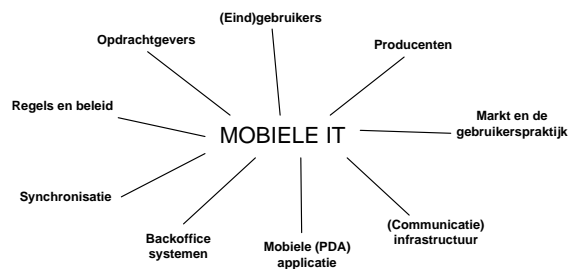 (Eind)gebruikers
Opdrachtgevers
Producenten
Regels en beleid
Markt en de
gebruikerspraktijk
MOBIELE IT
Synchronisatie
Backoffice
systemen
Mobiele (PDA)
applicatie
(Communicatie)
infrastructuur